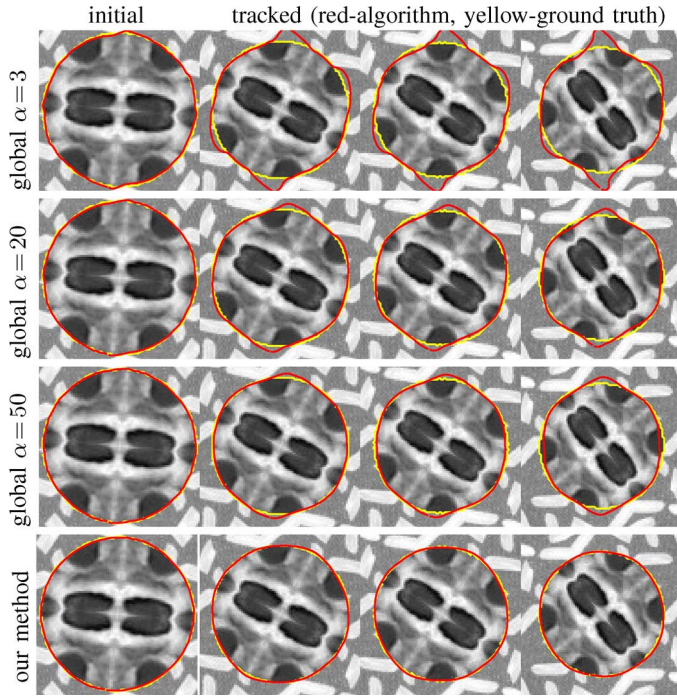 initial
tracked (red-algorithm, yellow-ground truth)
global α = 3
global α = 20
global α = 50
our method